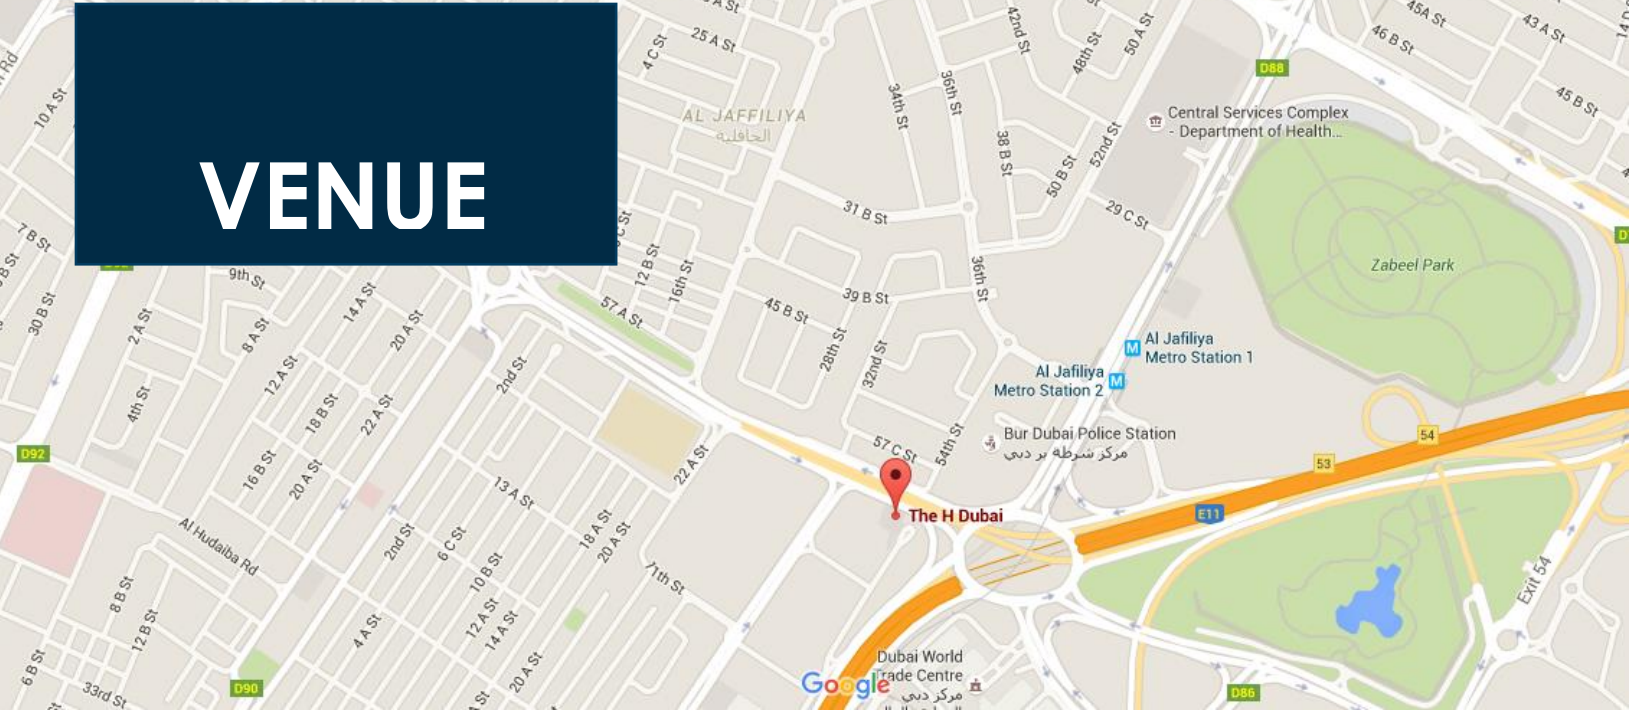 VENUE
25 A St
4 C St
AL JAFFILIYA
الجافلية
10 A St
7 B St
30 B St
9th St
2 A St
4th St
8 A St
14 A St
20 A St
12 A St
18 B St
22 A St
16 B St
20 A St
12 B St
16th St
57 A St
2nd St
45 B St
28th St
32nd St
39 B St
31 B St
34th St
36th St
42nd St
48th St
50 A St
38 B St
50 B St
52nd St
29 C St
36th St
D88
Central Services Complex
- Department of Health...
45A St
43 A St
46 B St
45 B St
Zabeel Park
Al Jafiliya
Metro Station 1
Al Jafiliya
Metro Station 2
M
M
Bur Dubai Police Station
مركز شرطة بر دبي
57 C St
54th St
The H Dubai
54
53
E11
Exit 54
D86
Dubai World
Trade Centre
مركز دبي
Google
D92
Al Hudaiba Rd
22 A St
13 A St
18 A St
20 A St
2nd St
6 C St
10 B St
12 A St
14 A St
4 A St
20 A St
8 B St
12 B St
6 B St
33rd St
D90